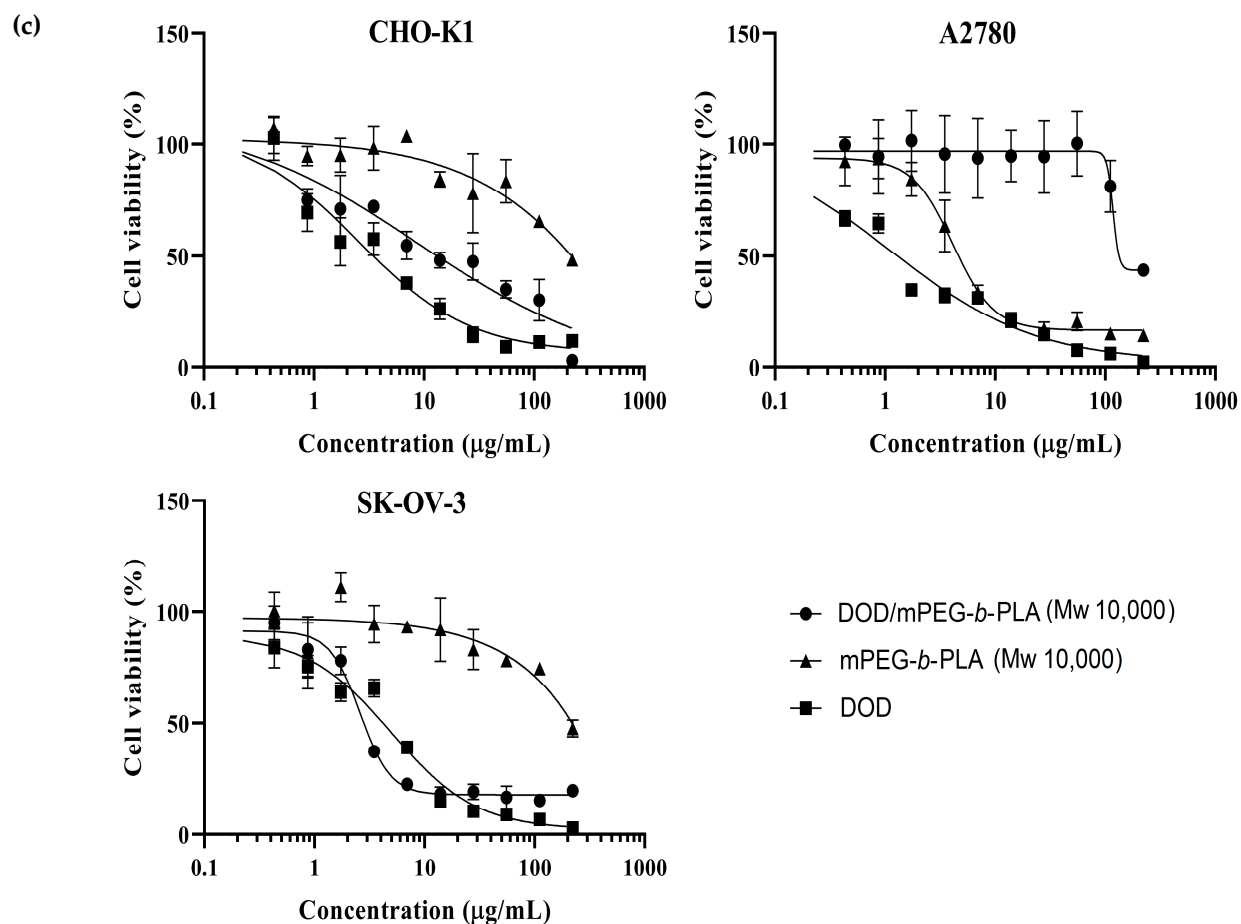 (c)
CHO-K1
150
100
50
0
Cell viability (%)
0.1 1 10 100 1000
Concentration (μg/mL)
A2780
150
100
50
0
Cell viability (%)
0.1 1 10 100 1000
Concentration (μg/mL)
SK-OV-3
150
100
50
0
Cell viability (%)
0.1 1 10 100 1000
Concentration (μg/mL)
DOD/mPEG-b-PLA (Mw 10,000)
mPEG-b-PLA (Mw 10,000)
DOD